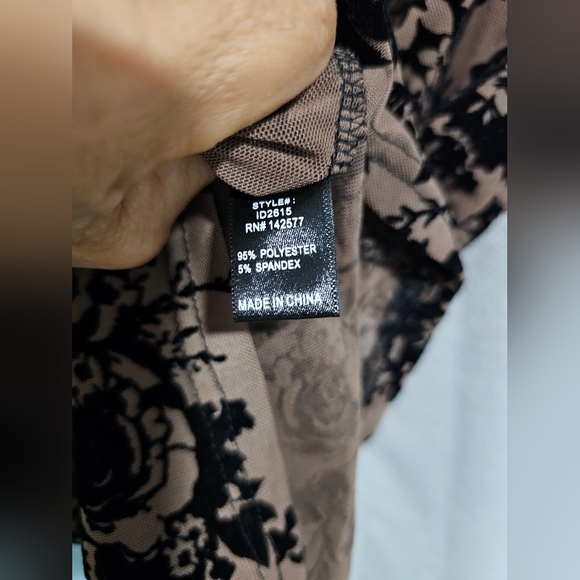 STYLE# :
ID2615
RN# 142577
95% POLYESTER
5% SPANDEX
MADE IN CHINA